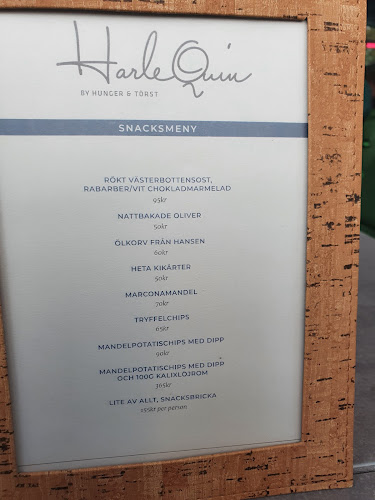 HarleQuin
BY HUNGER & TÖRST
SNACKSMENY
RÖKT VÄSTERBOTTENSOST,
RABARBER/VIT CHOKLADMARMELAD
95kr
NATTBAKADE OLIVER
50kr
ÖLKORV FRÅN HANSEN
60kr
HETA KIKÄRTER
50kr
MARCONAMANDEL
70kr
TRYFFELCHIPS
65kr
MANDELPOTATISCHIPS MED DIPP
90kr
MANDELPOTATISCHIPS MED DIPP
OCH 100G KALIXLÖJROM
365kr
LITE AV ALLT, SNACKSBRICKA
155kr per person